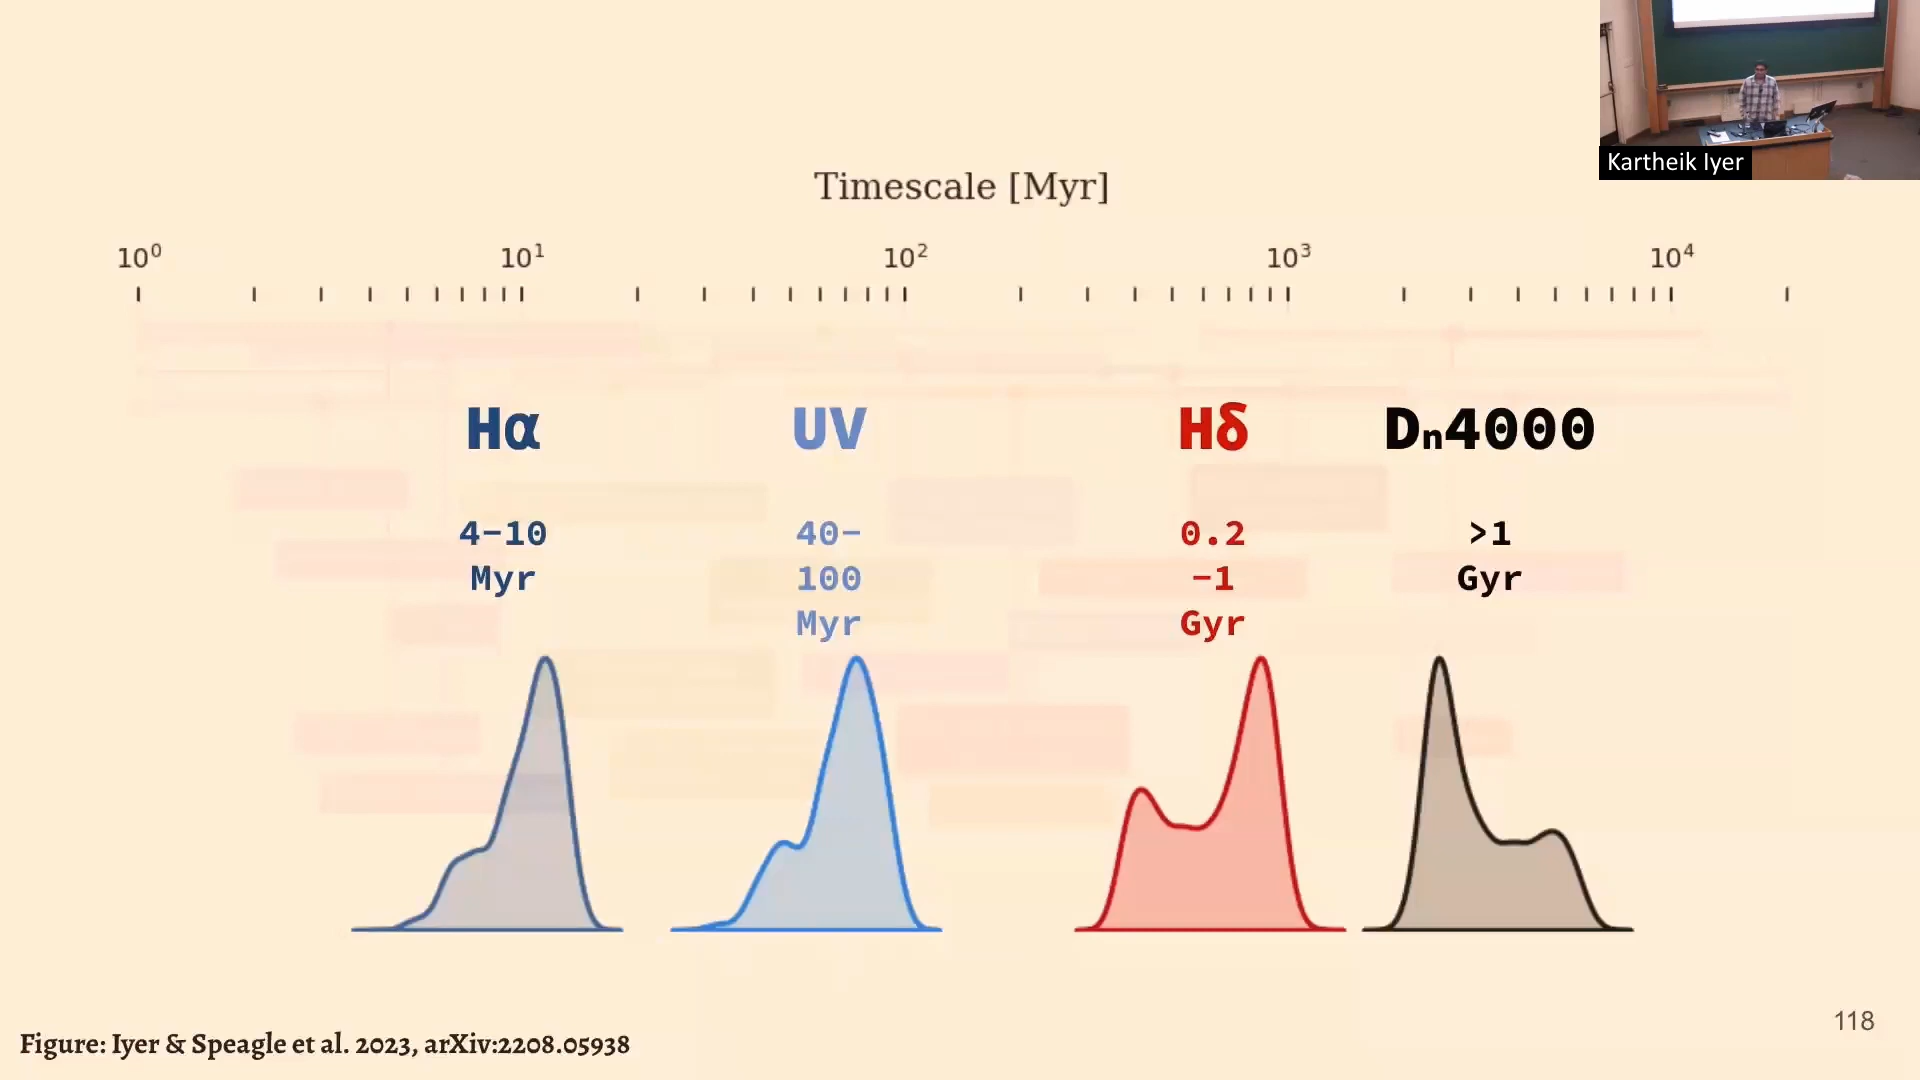 Kartheik Iyer
Timescale [Myr]
10⁰ 10¹ 10² 10³ 10⁴
Hα UV Hδ Dₙ4000
4-10 Myr
40-100 Myr
0.2-1 Gyr
>1 Gyr
118
Figure: Iyer & Speagle et al. 2023, arXiv:2208.05938